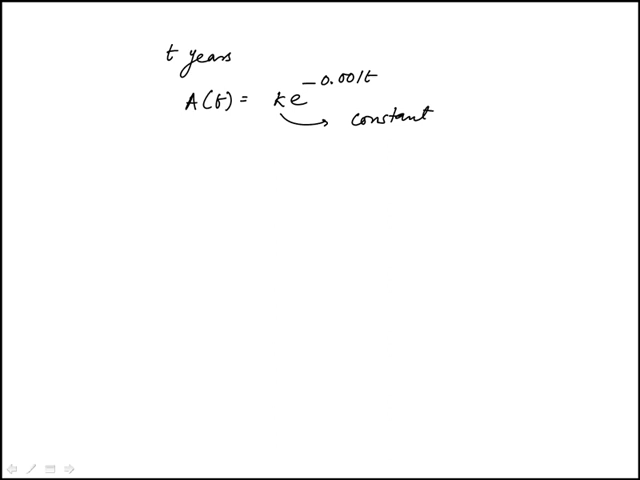 t years
A(t) = ke^-0.001t
constant